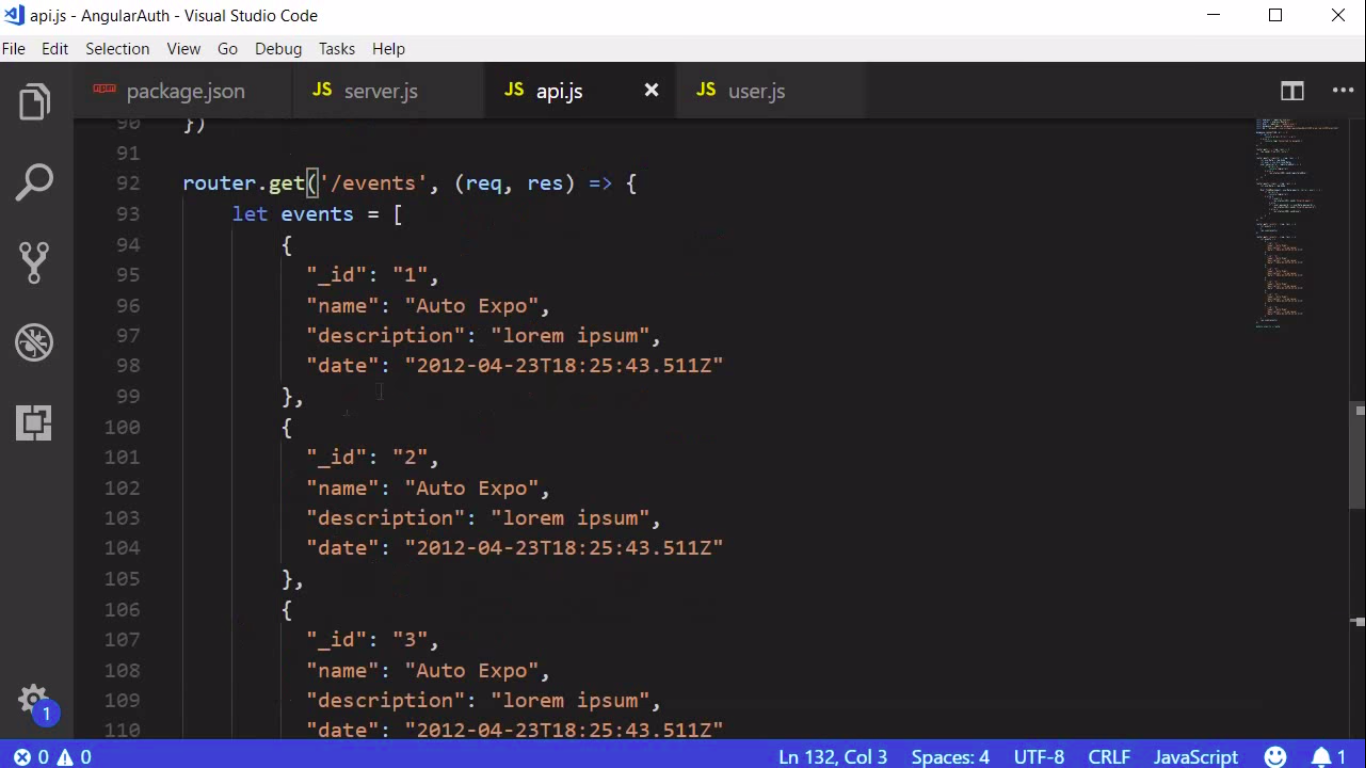 api.js - AngularAuth - Visual Studio Code
File Edit Selection View Go Debug Tasks Help
npm package.json JS server.js JS api.js × JS user.js •••
90 })
91
92 router.get('/events', (req, res) => {
93 let events = [
94 {
95 "_id": "1",
96 "name": "Auto Expo",
97 "description": "lorem ipsum",
98 "date": "2012-04-23T18:25:43.511Z"
99 },
100 {
101 "_id": "2",
102 "name": "Auto Expo",
103 "description": "lorem ipsum",
104 "date": "2012-04-23T18:25:43.511Z"
105 },
106 {
107 "_id": "3",
108 "name": "Auto Expo",
109 "description": "lorem ipsum",
110 "date": "2012-04-23T18:25:43.511Z"
1
0 0 Ln 132, Col 3 Spaces: 4 UTF-8 CRLF JavaScript 1